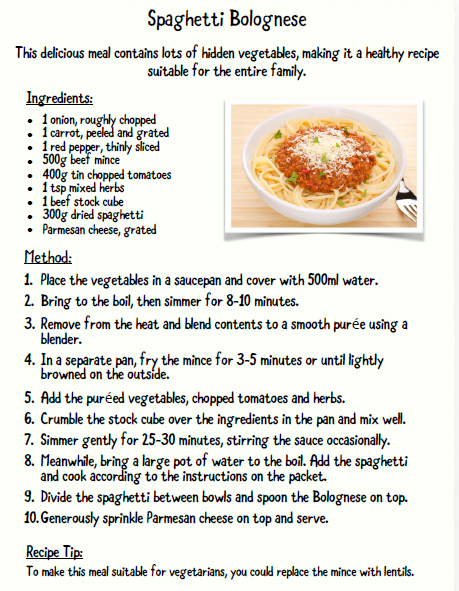 Spaghetti Bolognese
This delicious meal contains lots of hidden vegetables, making it a healthy recipe
suitable for the entire family.
Ingredients:
• 1 onion, roughly chopped
• 1 carrot, peeled and grated
• 1 red pepper, thinly sliced
• 500g beef mince
• 400g tin chopped tomatoes
• 1 tsp mixed herbs
• 1 beef stock cube
• 300g dried spaghetti
• Parmesan cheese, grated
Method:
1. Place the vegetables in a saucepan and cover with 500ml water.
2. Bring to the boil, then simmer for 8-10 minutes.
3. Remove from the heat and blend contents to a smooth purée using a
blender.
4. In a separate pan, fry the mince for 3-5 minutes or until lightly
browned on the outside.
5. Add the puréed vegetables, chopped tomatoes and herbs.
6. Crumble the stock cube over the ingredients in the pan and mix well.
7. Simmer gently for 25-30 minutes, stirring the sauce occasionally.
8. Meanwhile, bring a large pot of water to the boil. Add the spaghetti
and cook according to the instructions on the packet.
9. Divide the spaghetti between bowls and spoon the Bolognese on top.
10. Generously sprinkle Parmesan cheese on top and serve.
Recipe Tip:
To make this meal suitable for vegetarians, you could replace the mince with lentils.